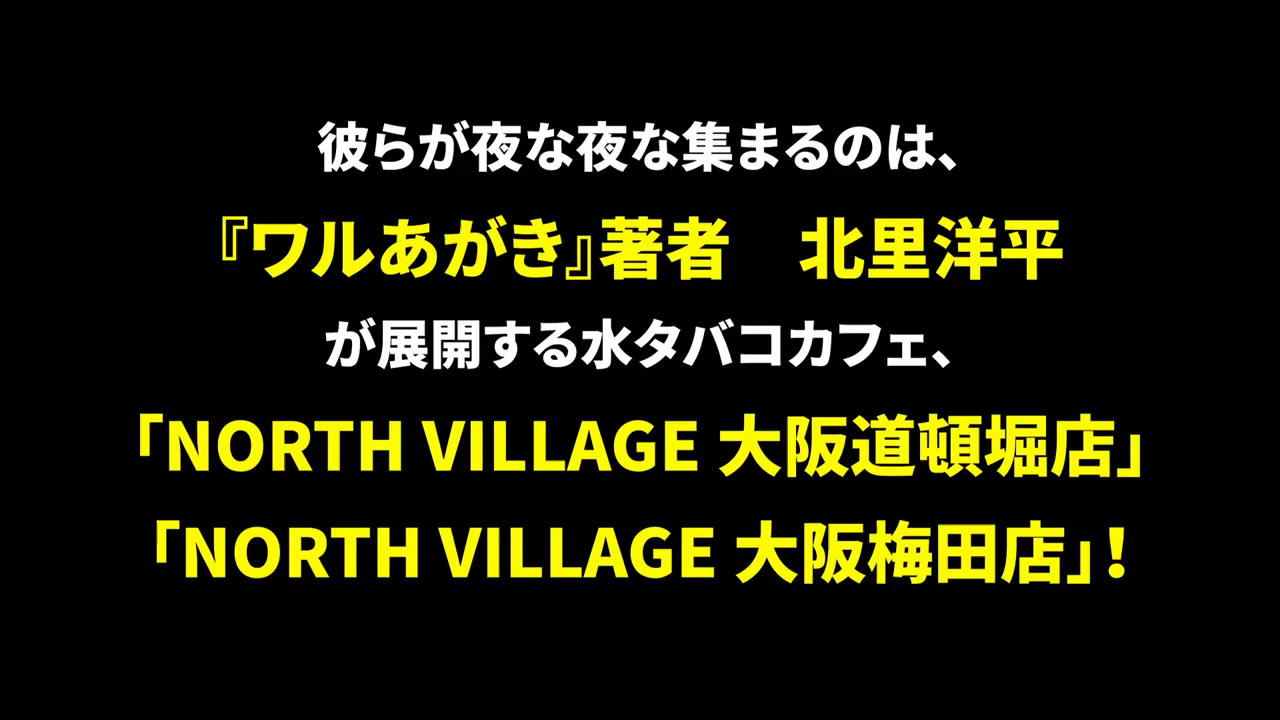 彼らが夜な夜な集まるのは、
『ワルあがき』著者　北里洋平
が展開する水タバコカフェ、
「NORTH VILLAGE 大阪道頓堀店」
「NORTH VILLAGE 大阪梅田店」！